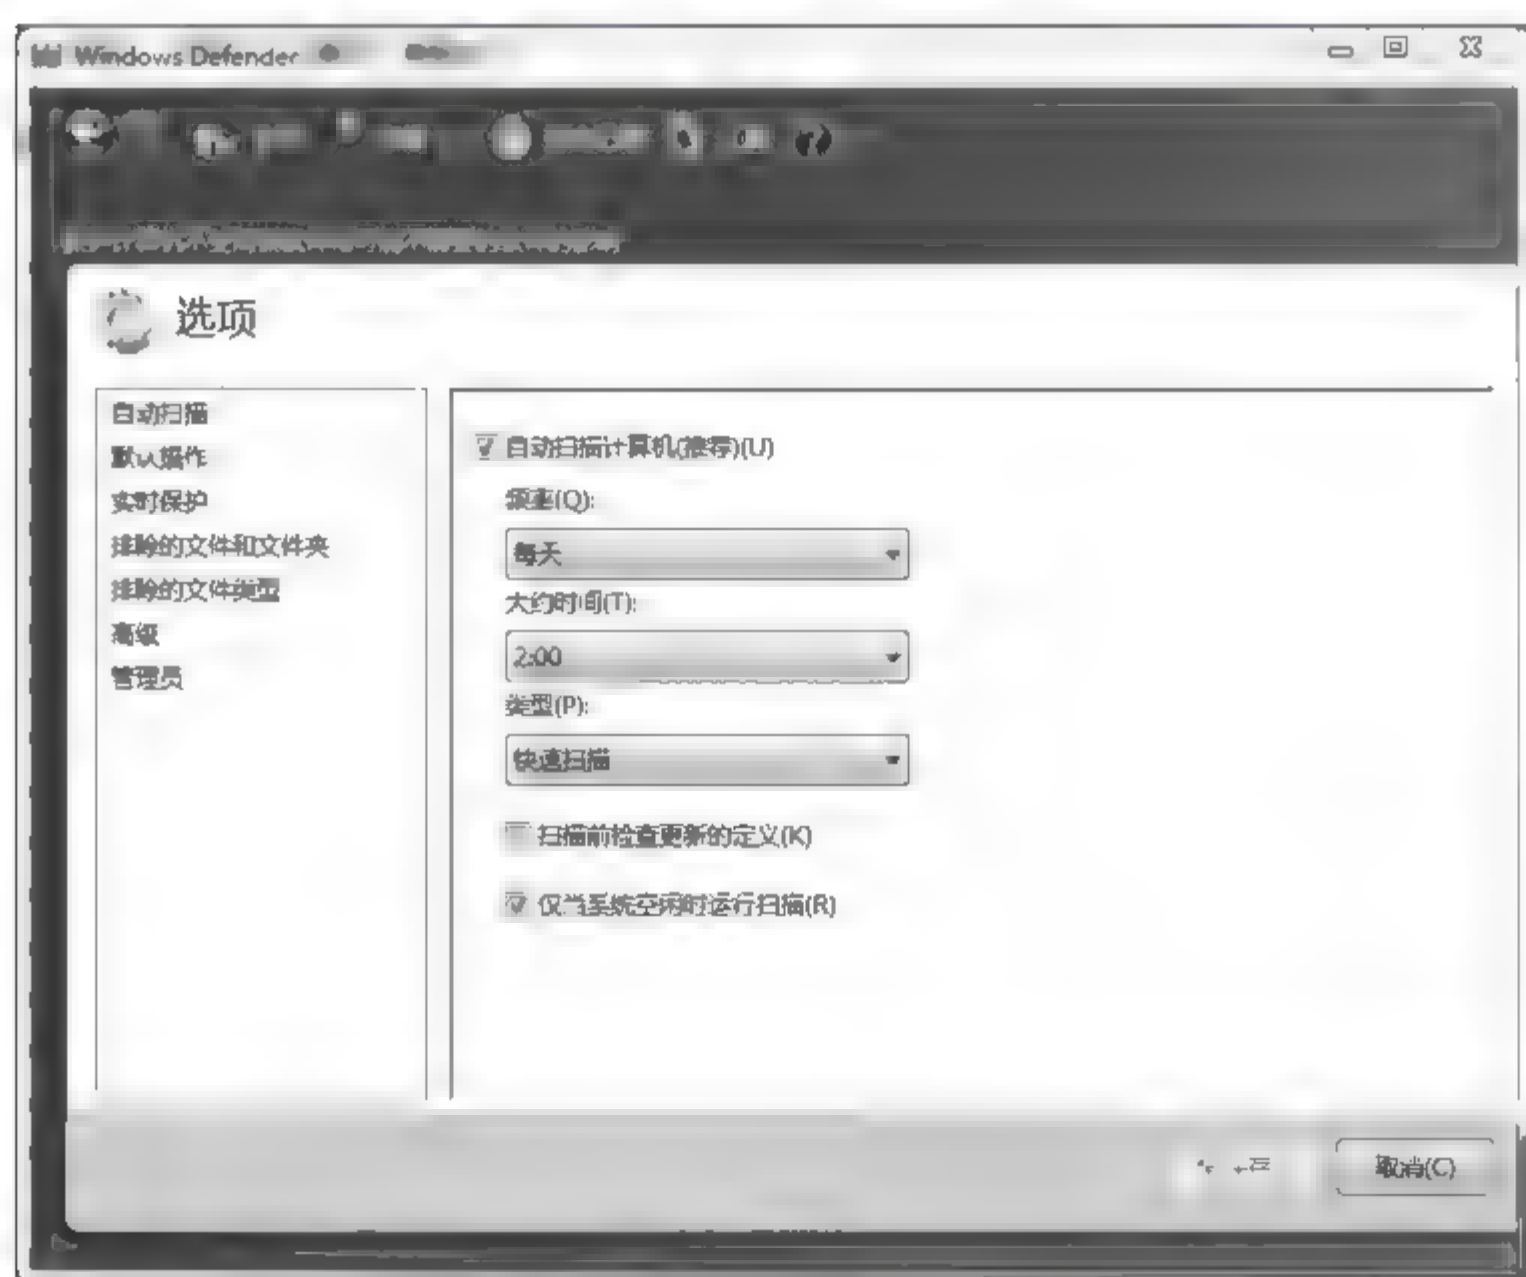 Windows Defender
选项
自动扫描
默认操作
实时保护
排除的文件和文件夹
排除的文件类型
高级
管理员
自动扫描计算机(推荐)(U)
频率(Q):
每天
大约时间(T):
2:00
类型(P):
快速扫描
扫描前检查更新的定义(K)
仅当系统空闲时运行扫描(R)
取消(C)